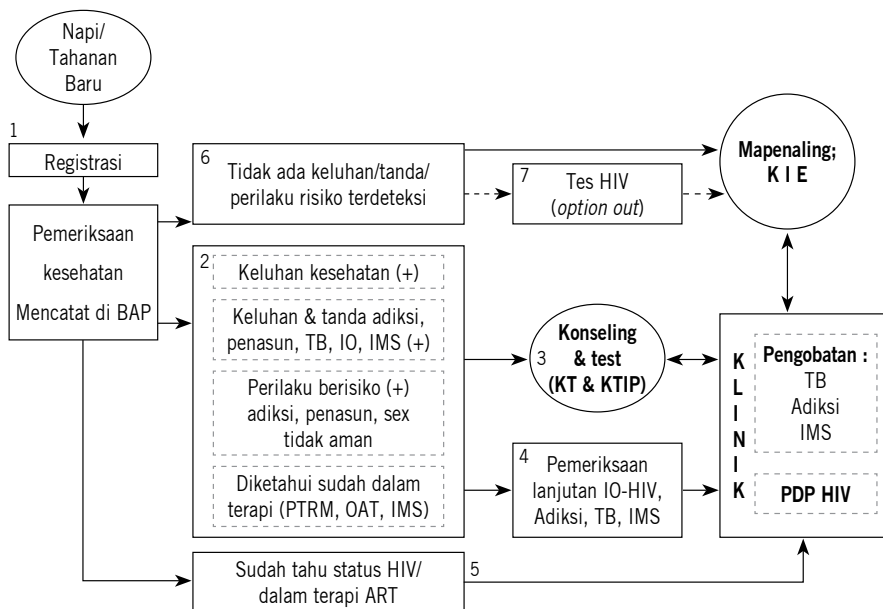 Napi/
Tahanan
Baru
1
Registrasi
Pemeriksaan
kesehatan
Mencatat di BAP
6
Tidak ada keluhan/tanda/
perilaku risiko terdeteksi
7
Tes HIV
(option out)
Mapenaling;
K I E
2
Keluhan kesehatan (+)
Keluhan & tanda adiksi,
penasun, TB, IO, IMS (+)
Perilaku berisiko (+)
adiksi, penasun, sex
tidak aman
Diketahui sudah dalam
terapi (PTRM, OAT, IMS)
3
Konseling
& test
(KT & KTIP)
4
Pemeriksaan
lanjutan IO-HIV,
Adiksi, TB, IMS
K
L
I
N
I
K
Pengobatan :
TB
Adiksi
IMS
PDP HIV
Sudah tahu status HIV/
dalam terapi ART
5